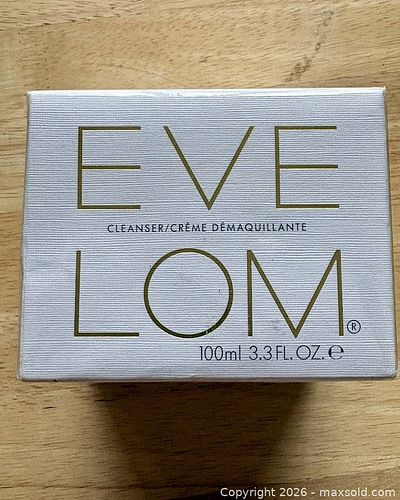 EVE
CLEANSER/CRÈME DÉMAQUILLANTE
LOM®
100ml 3.3 FL. OZ. ℮
Copyright 2026 - maxsold.com